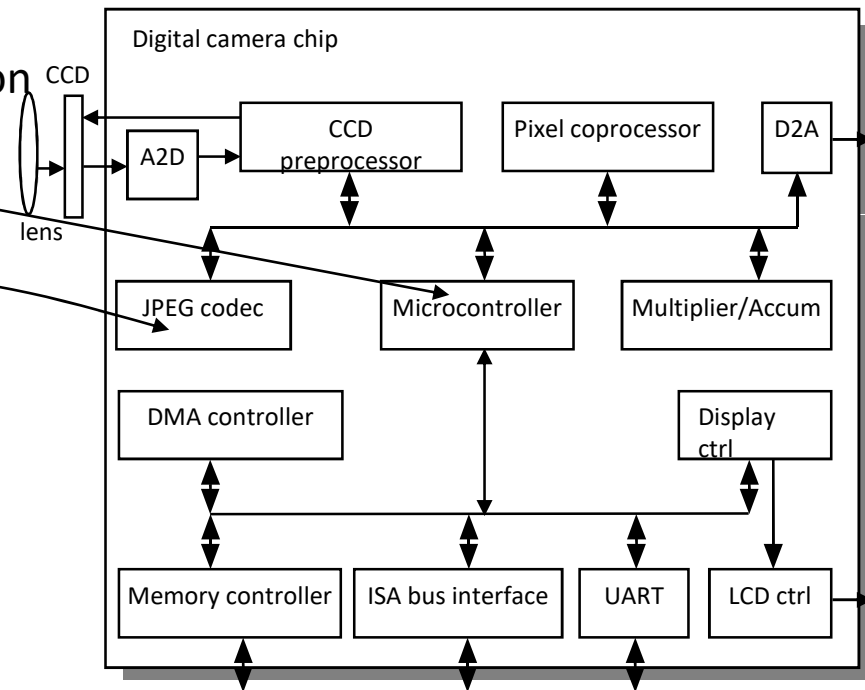 Digital camera chip
on
CCD
CCD
preprocessor
Pixel coprocessor
D2A
A2D
lens
JPEG codec
Microcontroller
Multiplier/Accum
DMA controller
Display
ctrl
Memory controller
ISA bus interface
UART
LCD ctrl